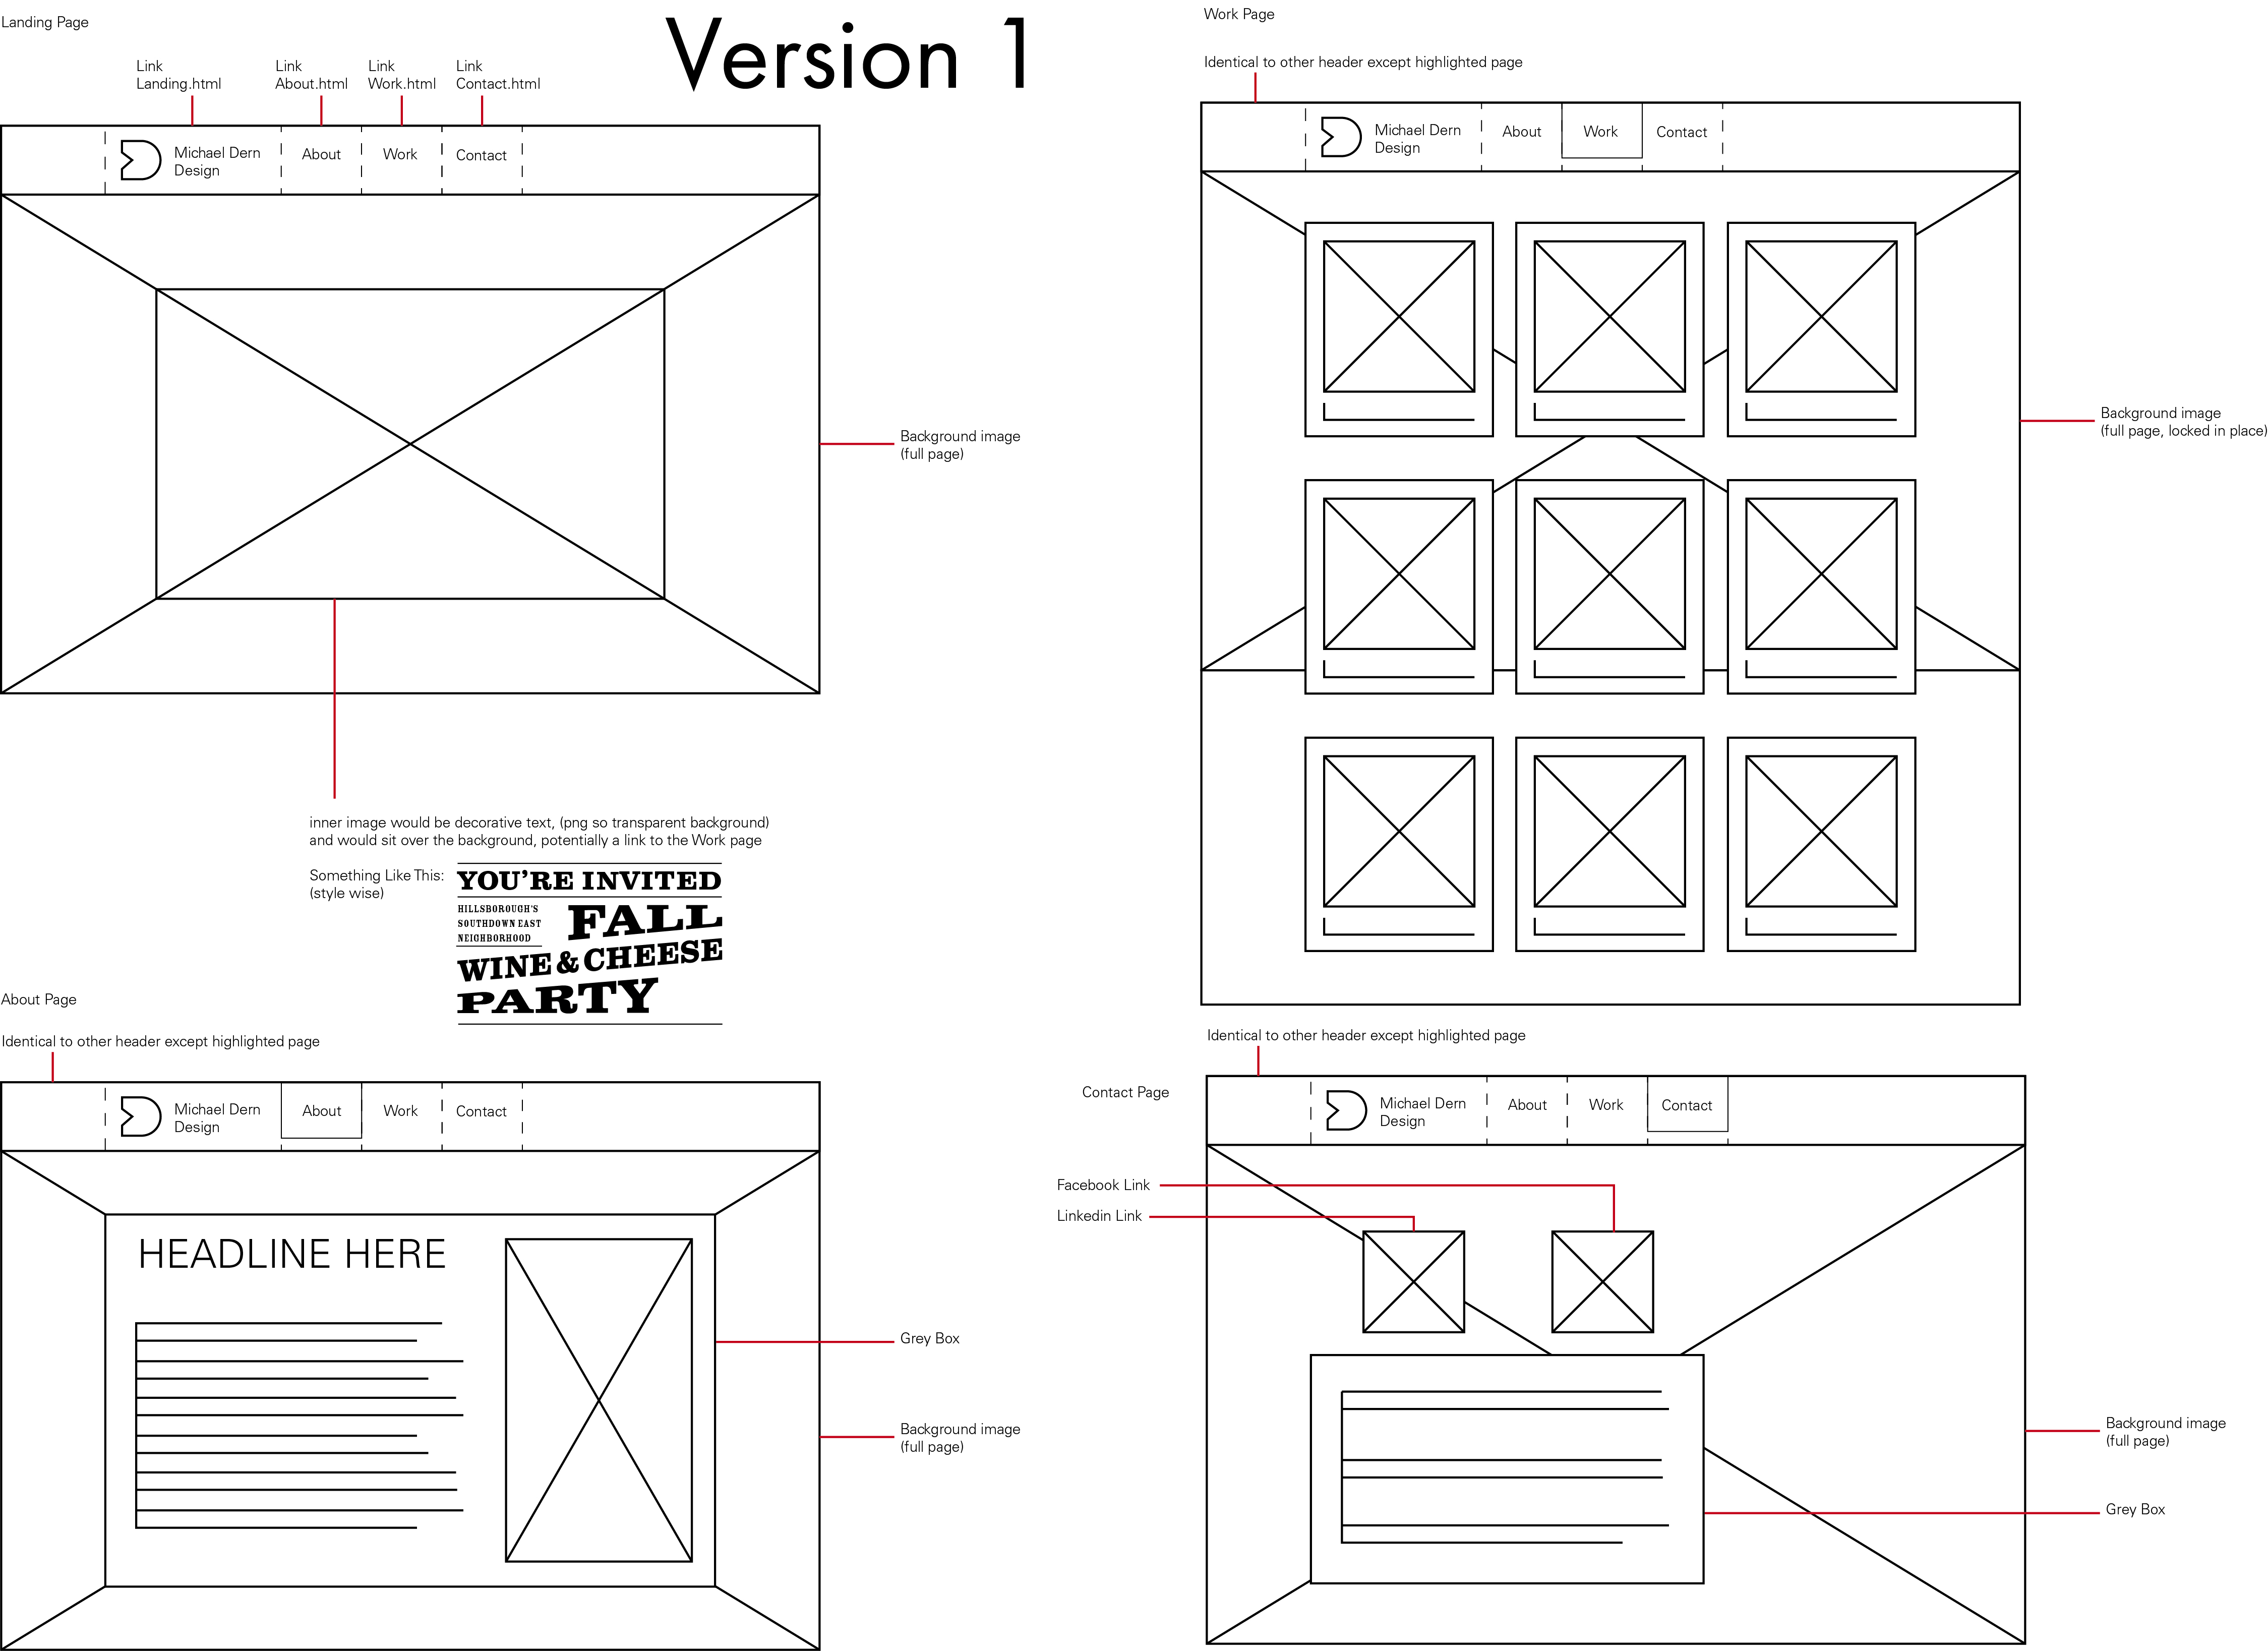 Version 1
Landing Page
Link
Landing.html
Link
About.html
Link
Work.html
Link
Contact.html
Michael Dern
Design
About
Work
Contact
Background image
(full page)
inner image would be decorative text, (png so transparent background)
and would sit over the background, potentially a link to the Work page
Something Like This:
(style wise)
YOU'RE INVITED
HILLSBOROUGH'S
SOUTHDOWN EAST
NEIGHBORHOOD
FALL
WINE & CHEESE
PARTY
About Page
Identical to other header except highlighted page
Michael Dern
Design
About
Work
Contact
HEADLINE HERE
Grey Box
Background image
(full page)
Work Page
Identical to other header except highlighted page
Michael Dern
Design
About
Work
Contact
Background image
(full page, locked in place)
Identical to other header except highlighted page
Contact Page
Michael Dern
Design
About
Work
Contact
Facebook Link
Linkedin Link
Background image
(full page)
Grey Box